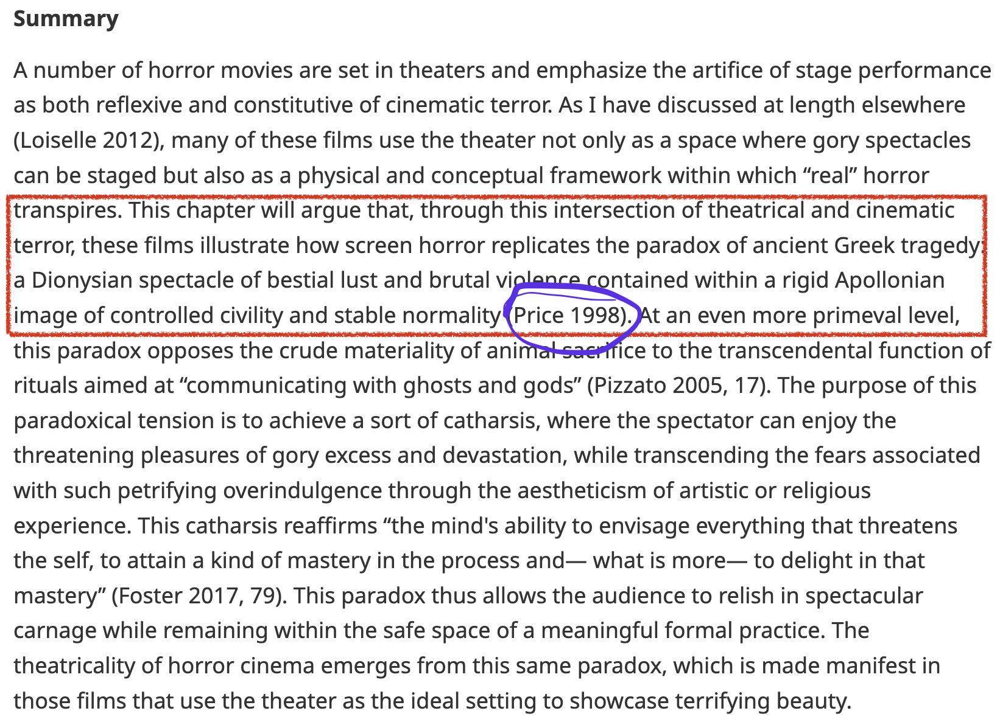 Summary
A number of horror movies are set in theaters and emphasize the artifice of stage performance
as both reflexive and constitutive of cinematic terror. As I have discussed at length elsewhere
(Loiselle 2012), many of these films use the theater not only as a space where gory spectacles
can be staged but also as a physical and conceptual framework within which “real” horror
transpires. This chapter will argue that, through this intersection of theatrical and cinematic
terror, these films illustrate how screen horror replicates the paradox of ancient Greek tragedy:
a Dionysian spectacle of bestial lust and brutal violence contained within a rigid Apollonian
image of controlled civility and stable normality (Price 1998). At an even more primeval level,
this paradox opposes the crude materiality of animal sacrifice to the transcendental function of
rituals aimed at “communicating with ghosts and gods” (Pizzato 2005, 17). The purpose of this
paradoxical tension is to achieve a sort of catharsis, where the spectator can enjoy the
threatening pleasures of gory excess and devastation, while transcending the fears associated
with such petrifying overindulgence through the aestheticism of artistic or religious
experience. This catharsis reaffirms “the mind's ability to envisage everything that threatens
the self, to attain a kind of mastery in the process and— what is more— to delight in that
mastery” (Foster 2017, 79). This paradox thus allows the audience to relish in spectacular
carnage while remaining within the safe space of a meaningful formal practice. The
theatricality of horror cinema emerges from this same paradox, which is made manifest in
those films that use the theater as the ideal setting to showcase terrifying beauty.